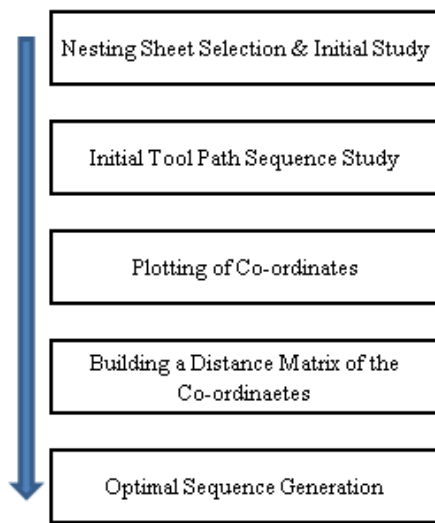 Nesting Sheet Selection & Initial Study
Initial Tool Path Sequence Study
Plotting of Co-ordinates
Building a Distance Matrix of the
Co-ordinaetes
Optimal Sequence Generation